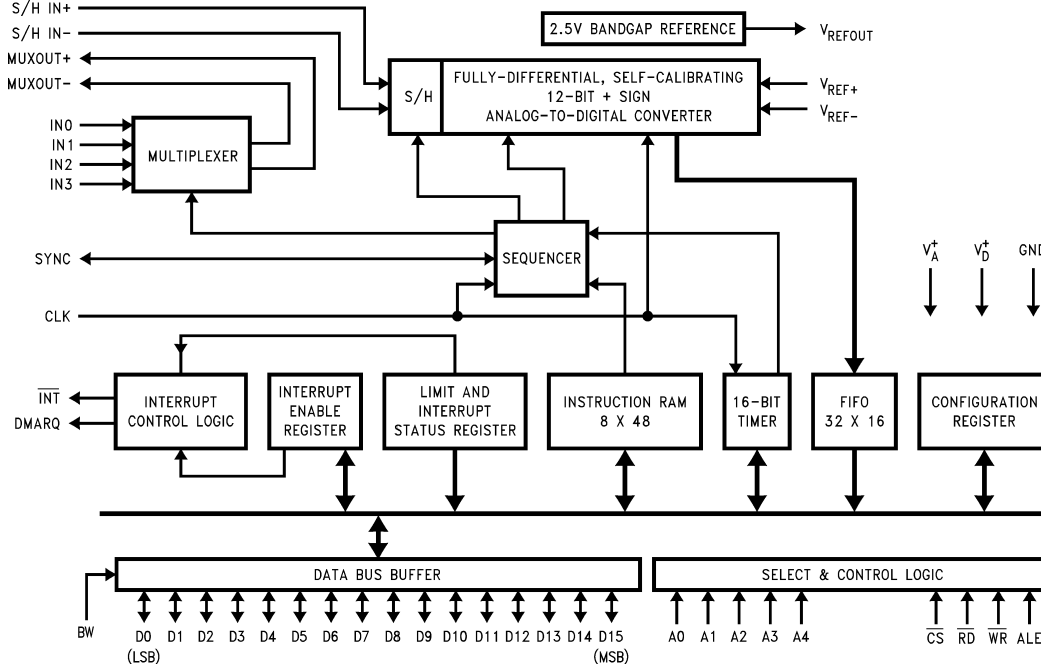 S/H IN+
S/H IN-
MUXOUT+
MUXOUT-
IN0
IN1
IN2
IN3
MULTIPLEXER
2.5V BANDGAP REFERENCE
VREFOUT
S/H
FULLY-DIFFERENTIAL, SELF-CALIBRATING
12-BIT + SIGN
ANALOG-TO-DIGITAL CONVERTER
VREF+
VREF-
SEQUENCER
SYNC
CLK
VA+
VD+
GND
INT
DMARQ
INTERRUPT
CONTROL LOGIC
INTERRUPT
ENABLE
REGISTER
LIMIT AND
INTERRUPT
STATUS REGISTER
INSTRUCTION RAM
8 X 48
16-BIT
TIMER
FIFO
32 X 16
CONFIGURATION
REGISTER
DATA BUS BUFFER
SELECT & CONTROL LOGIC
BW
D0 D1 D2 D3 D4 D5 D6 D7 D8 D9 D10 D11 D12 D13 D14 D15
(LSB) (MSB)
A0 A1 A2 A3 A4
CS RD WR ALE